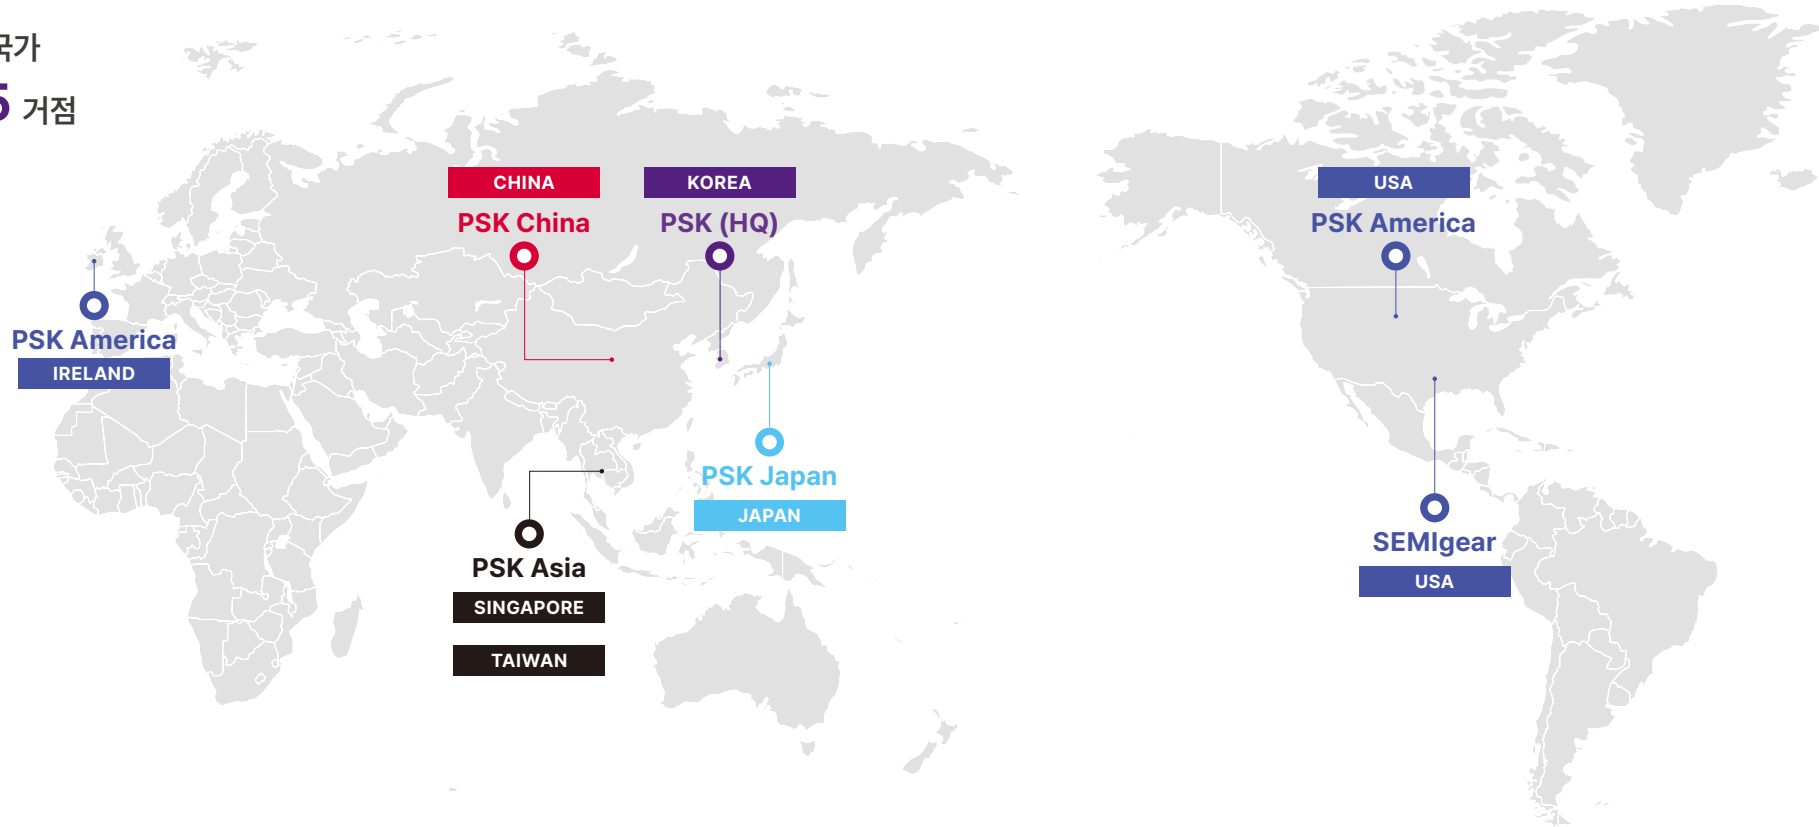 국가
5 거점
CHINA
PSK China
KOREA
PSK (HQ)
USA
PSK America
PSK America
IRELAND
PSK Japan
JAPAN
PSK Asia
SINGAPORE
TAIWAN
SEMIgear
USA